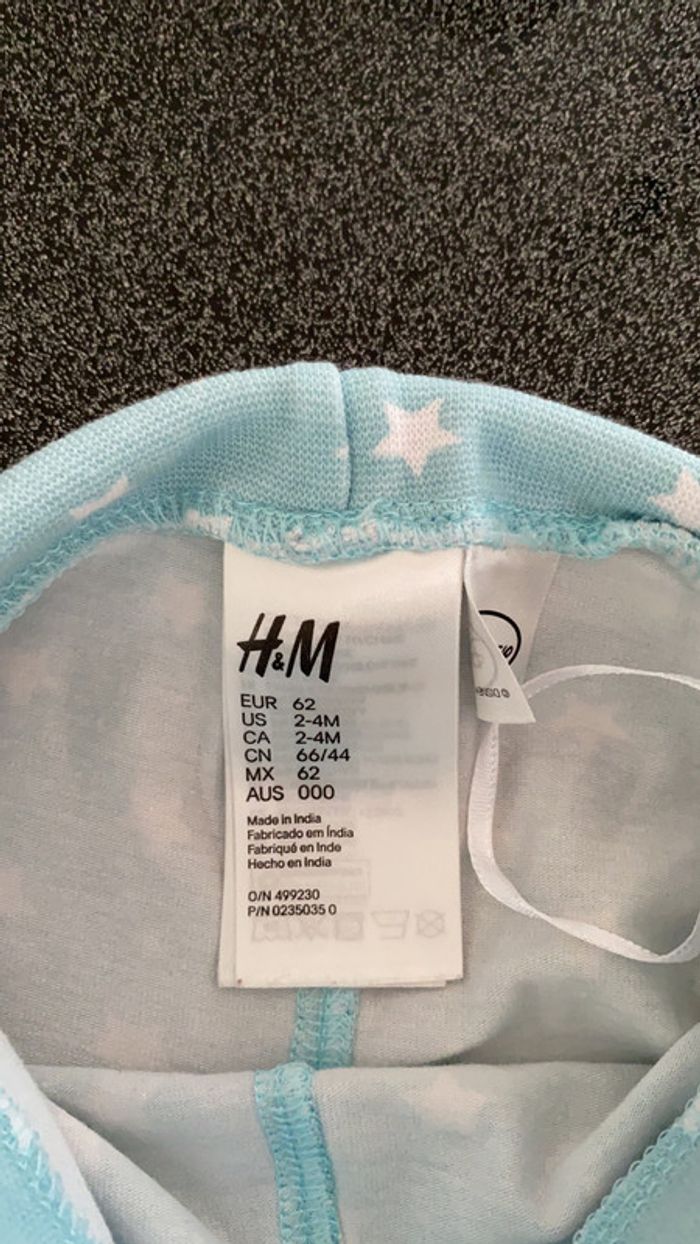 H&M
EUR 62
US 2-4M
CA 2-4M
CN 66/44
MX 62
AUS 000
Made in India
Fabricado em Índia
Fabriqué en Inde
Hecho en India
O/N 499230
P/N 0235035 0